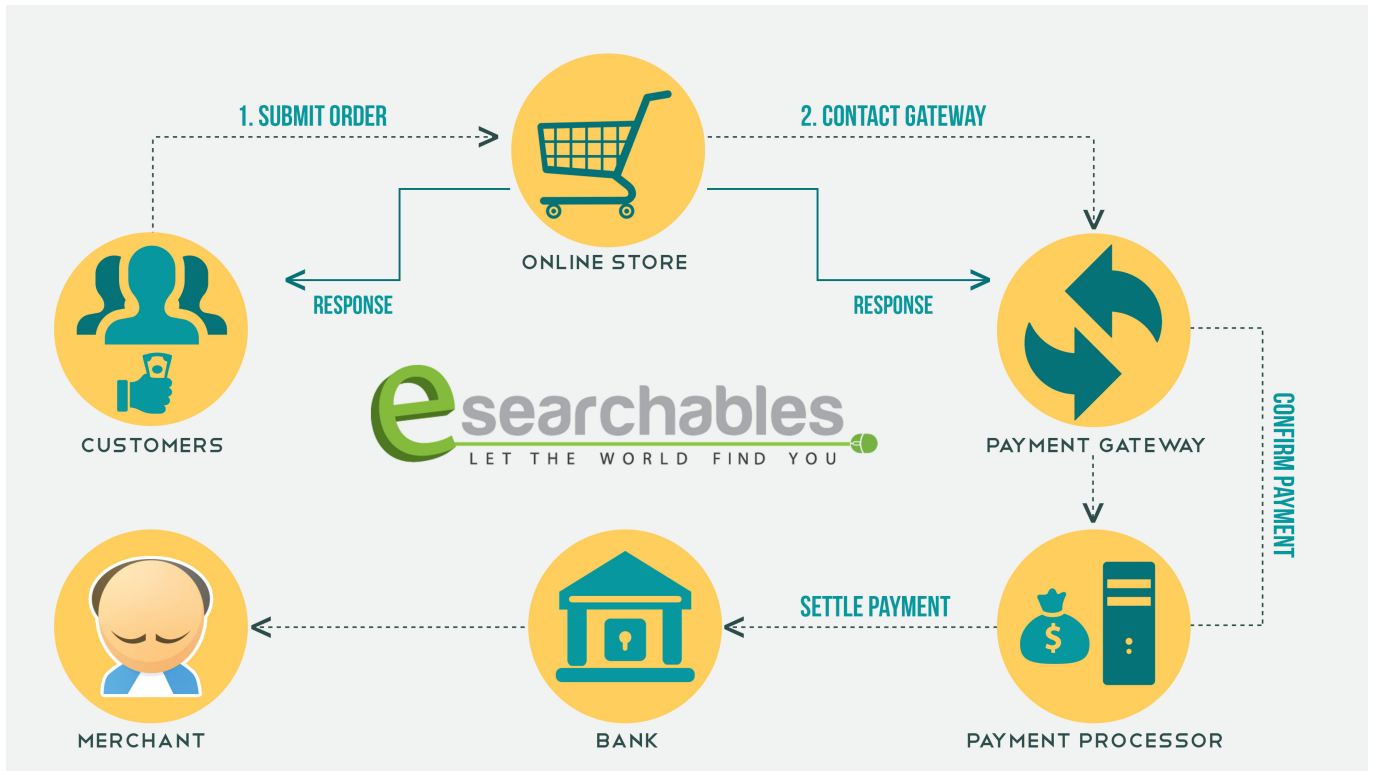 1. SUBMIT ORDER
2. CONTACT GATEWAY
ONLINE STORE
RESPONSE
RESPONSE
CUSTOMERS
esearchables
LET THE WORLD FIND YOU
PAYMENT GATEWAY
CONFIRM PAYMENT
$
SETTLE PAYMENT
MERCHANT
BANK
PAYMENT PROCESSOR